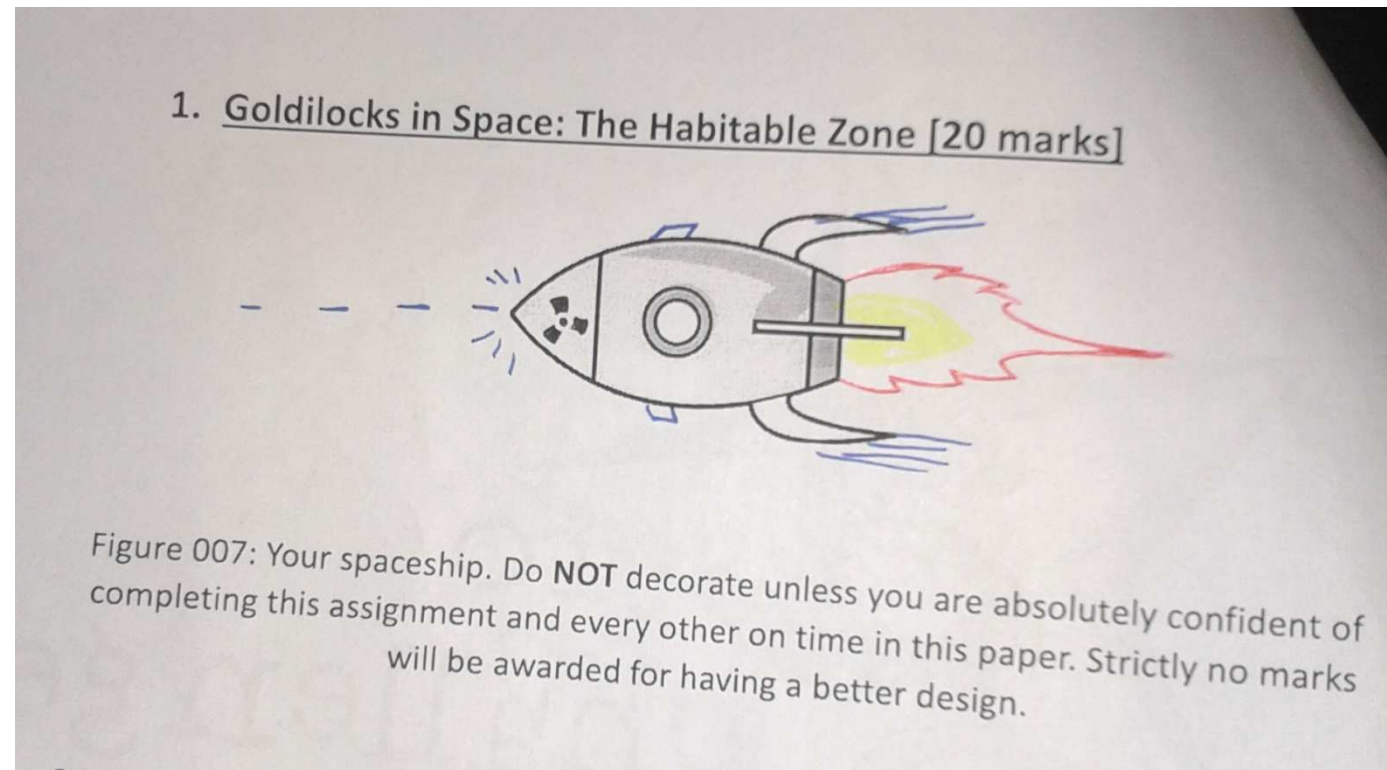 1. Goldilocks in Space: The Habitable Zone [20 marks]
Figure 007: Your spaceship. Do NOT decorate unless you are absolutely confident of
completing this assignment and every other on time in this paper. Strictly no marks
will be awarded for having a better design.